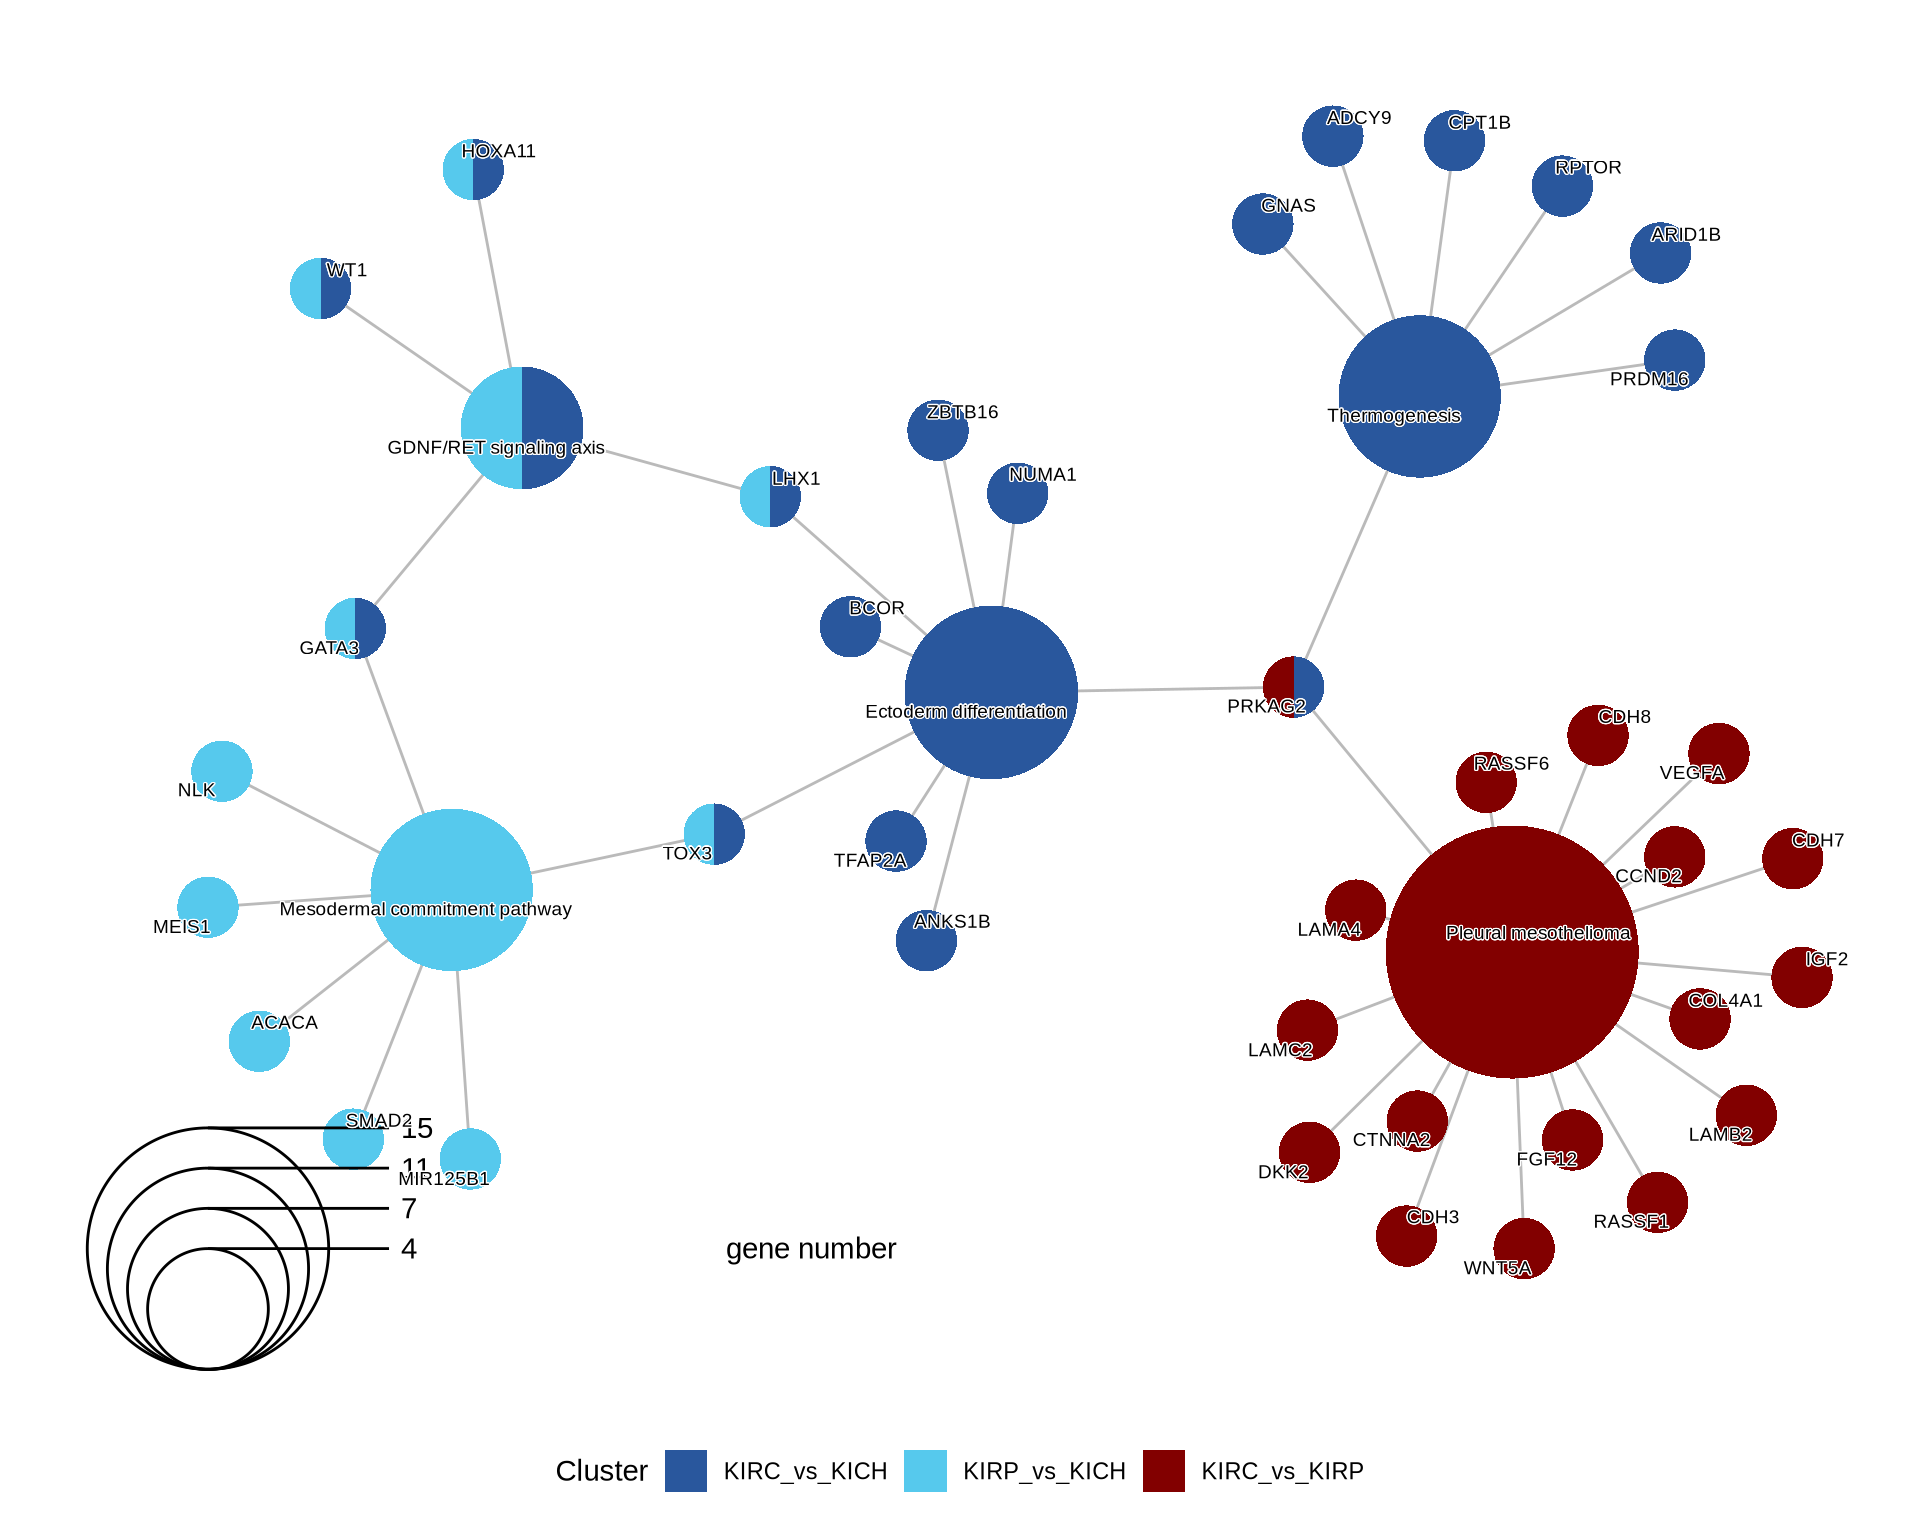 ADCY9
CPT1B
HOXA11
RPTOR
GNAS
ARID1B
WT1
PRDM16
ZBTB16
Thermogenesis
GDNF/RET signaling axis
LHX1
NUMA1
BCOR
GATA3
PRKAG2
Ectoderm differentiation
CDH8
RASSF6
VEGFA
NLK
CDH7
TOX3
TFAP2A
CCND2
Mesodermal commitment pathway
MEIS1
ANKS1B
LAMA4
Pleural mesothelioma
IGF2
COL4A1
ACACA
LAMC2
SMAD2
15
LAMB2
CTNNA2
11
FGF12
DKK2
MIR125B1
7
CDH3
RASSF1
4
gene number
WNT5A
Cluster KIRC_vs_KICH KIRP_vs_KICH KIRC_vs_KIRP